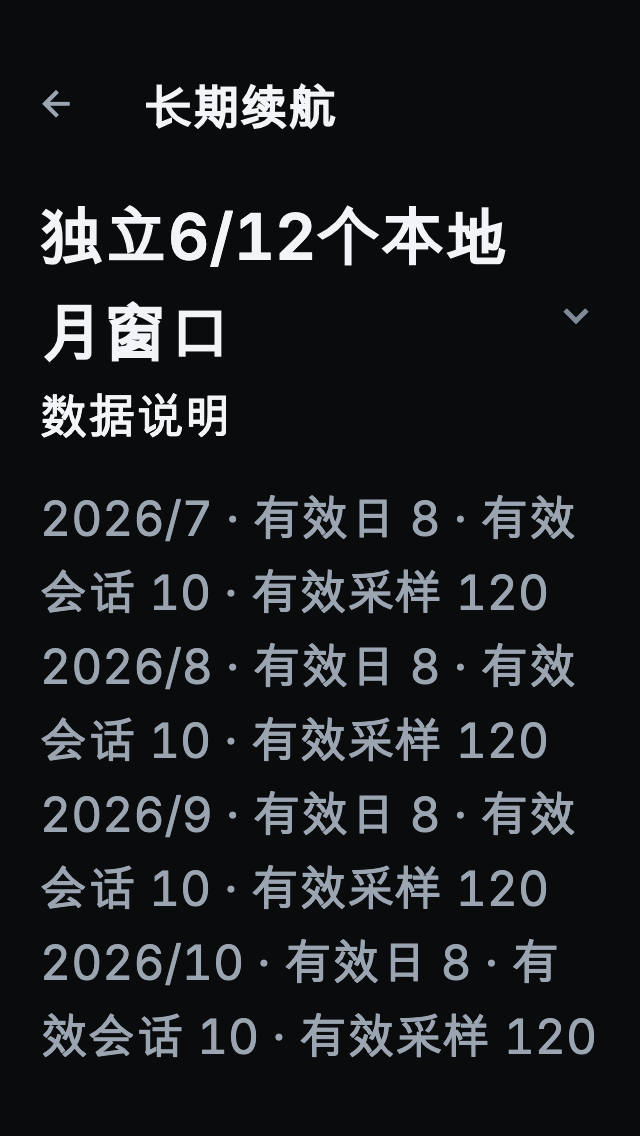 长期续航
独立6/12个本地
月窗口
数据说明
2026/7 · 有效日 8 · 有效
会话 10 · 有效采样 120
2026/8 · 有效日 8 · 有效
会话 10 · 有效采样 120
2026/9 · 有效日 8 · 有效
会话 10 · 有效采样 120
2026/10 · 有效日 8 · 有
效会话 10 · 有效采样 120